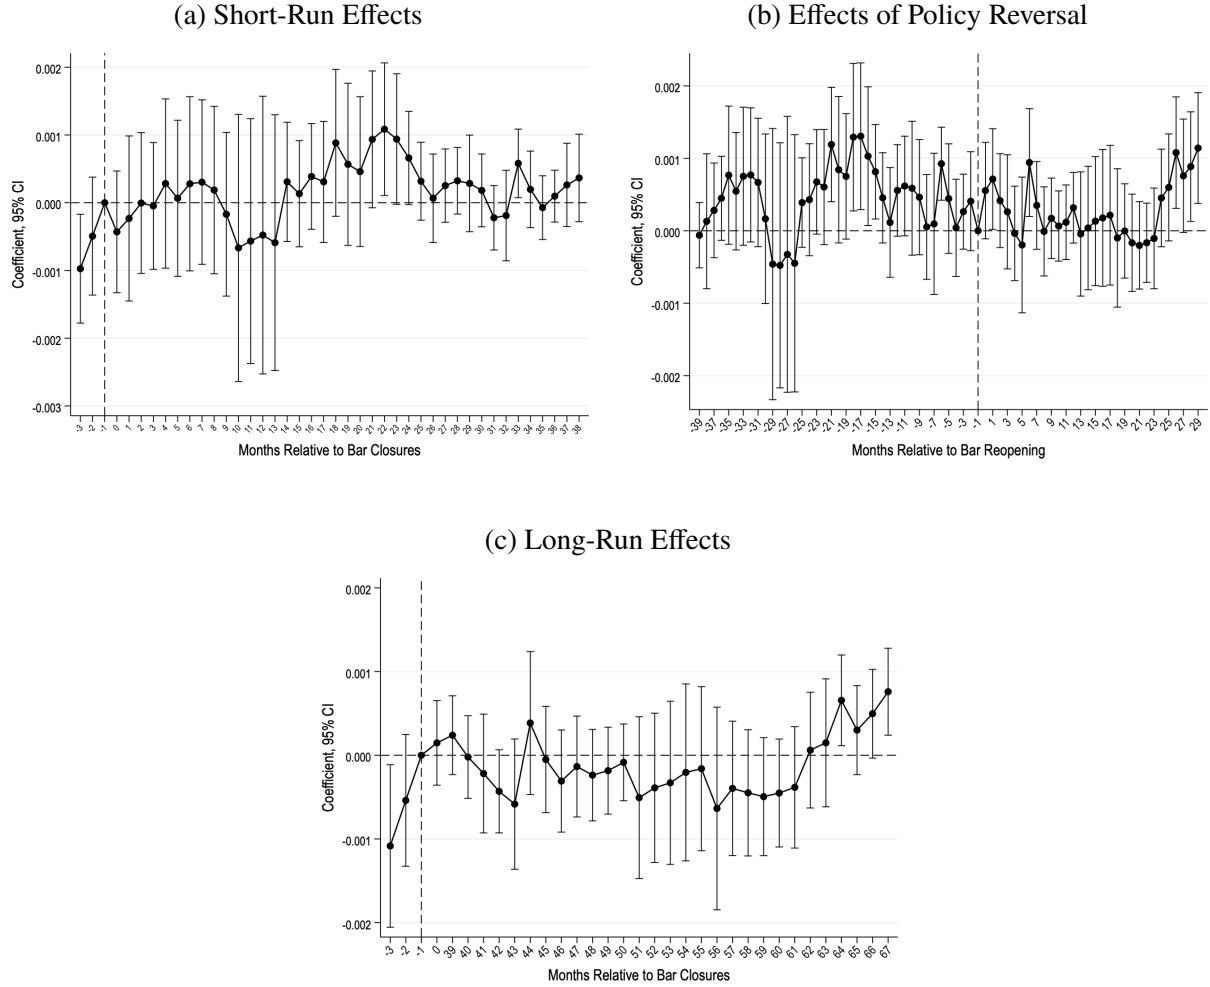 (a) Short-Run Effects
0.002
0.001
0.000
-0.001
-0.002
-0.003
Coefficient, 95% CI
-3 -2 -1 0 1 2 3 4 5 6 7 8 9 10 11 12 13 14 15 16 17 18 19 20 21 22 23 24 25 26 27 28 29 30 31 32 33 34 35 36 37 38
Months Relative to Bar Closures
(b) Effects of Policy Reversal
0.002
0.001
0.000
-0.001
-0.002
Coefficient, 95% CI
-39 -37 -35 -33 -31 -29 -27 -25 -23 -21 -19 -17 -15 -13 -11 -9 -7 -5 -3 -1 1 3 5 7 9 11 13 15 17 19 21 23 25 27 29
Months Relative to Bar Reopening
(c) Long-Run Effects
0.002
0.001
0.000
-0.001
-0.002
Coefficient, 95% CI
-3 -2 -1 0 39 40 41 42 43 44 45 46 47 48 49 50 51 52 53 54 55 56 57 58 59 60 61 62 63 64 65 66 67
Months Relative to Bar Closures